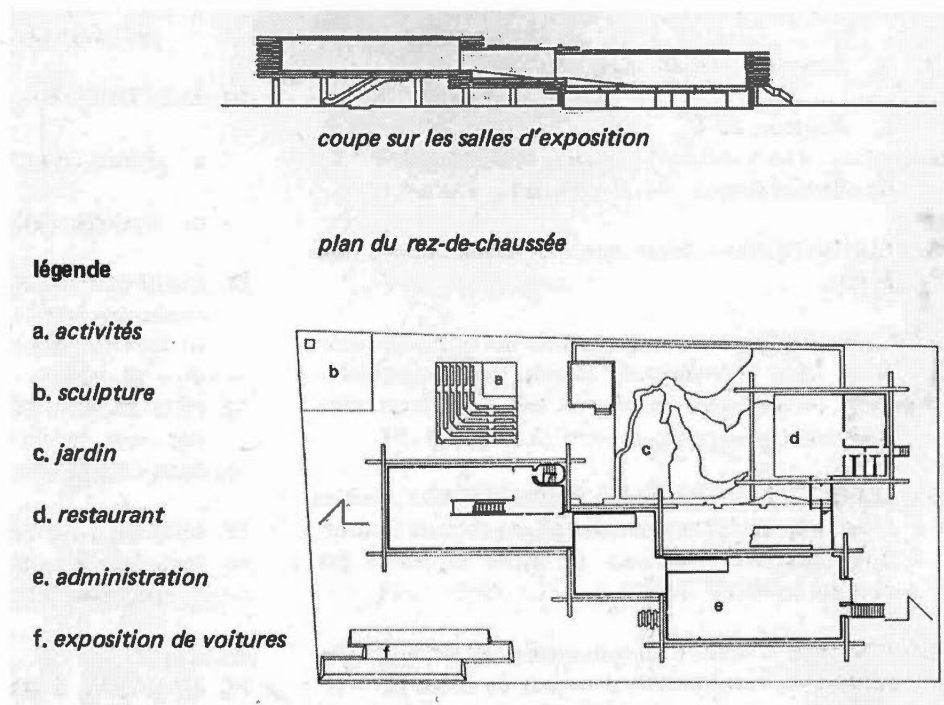 coupe sur les salles d'exposition
plan du rez-de-chaussée
légende
a. activités
b. sculpture
c. jardin
d. restaurant
e. administration
f. exposition de voitures
b
a
c
d
e
f